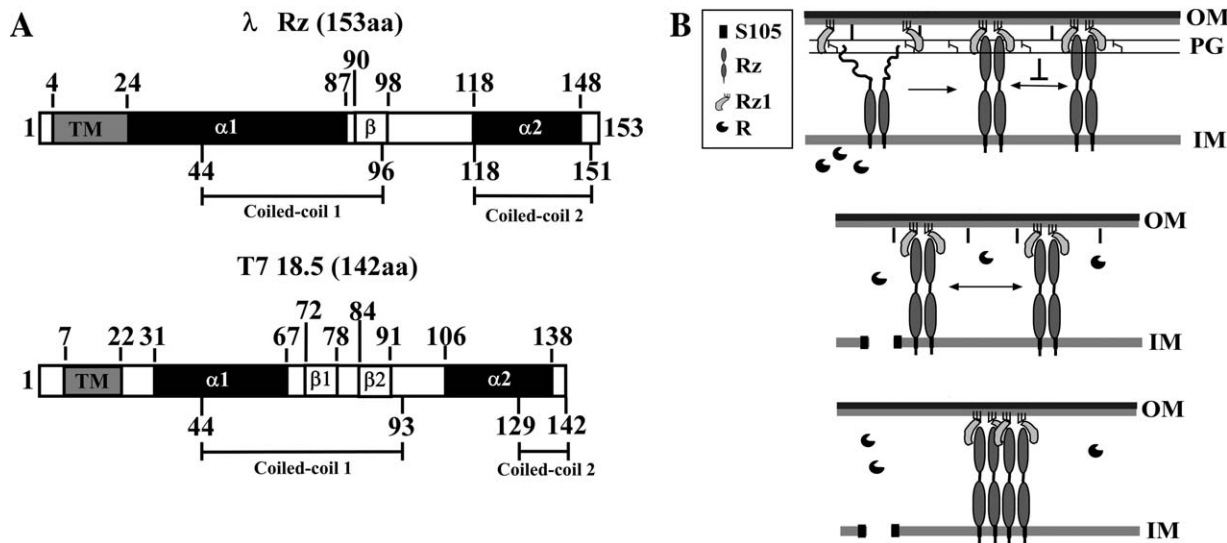 A
λ Rz (153aa)
90
4 24 87 98 118 148
1 TM α1 β α2 153
44 96 118 151
Coiled-coil 1 Coiled-coil 2
T7 18.5 (142aa)
72 84
7 22 31 67 78 91 106 138
1 TM α1 β1 β2 α2
44 93 129 142
Coiled-coil 1 Coiled-coil 2
B
S105
Rz
Rz1
R
OM
PG
IM
OM
IM
OM
IM